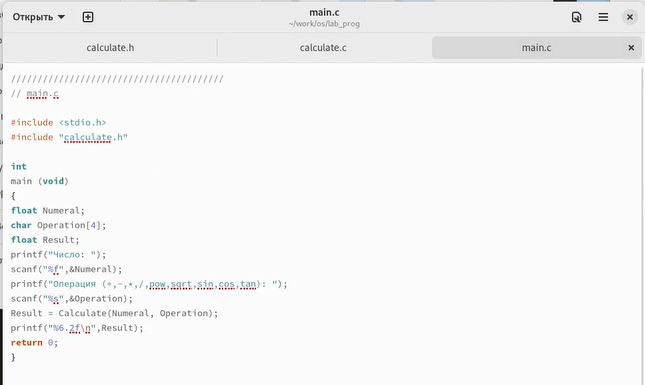 Открыть
main.c
~/work/os/lab_prog
calculate.h
calculate.c
main.c
////////////////////////////////////////
// main.c
#include <stdio.h>
#include "calculate.h"
int
main (void)
{
float Numeral;
char Operation[4];
float Result;
printf("Число: ");
scanf("%f",&Numeral);
printf("Операция (+,-,*,/,pow,sqrt,sin,cos,tan): ");
scanf("%s",&Operation);
Result = Calculate(Numeral, Operation);
printf("%6.2f\n",Result);
return 0;
}